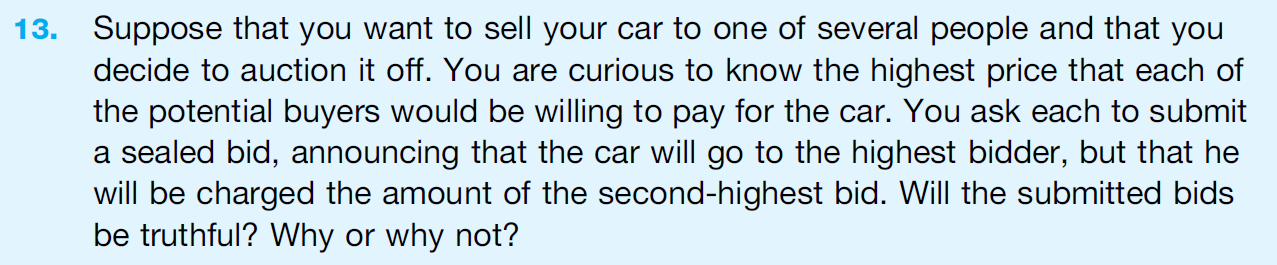 13. Suppose that you want to sell your car to one of several people and that you
decide to auction it off. You are curious to know the highest price that each of
the potential buyers would be willing to pay for the car. You ask each to submit
a sealed bid, announcing that the car will go to the highest bidder, but that he
will be charged the amount of the second-highest bid. Will the submitted bids
be truthful? Why or why not?